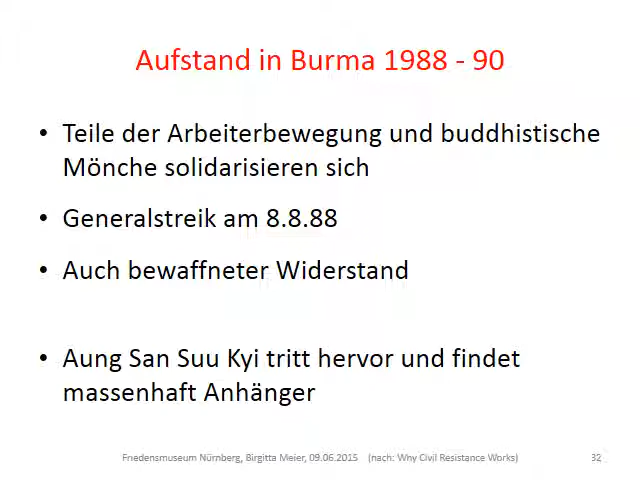 Aufstand in Burma 1988 - 90
• Teile der Arbeiterbewegung und buddhistische
Mönche solidarisieren sich
• Generalstreik am 8.8.88
• Auch bewaffneter Widerstand
• Aung San Suu Kyi tritt hervor und findet
massenhaft Anhänger
Friedensmuseum Nürnberg, Birgitta Meier, 09.06.2015 (nach: Why Civil Resistance Works) 32